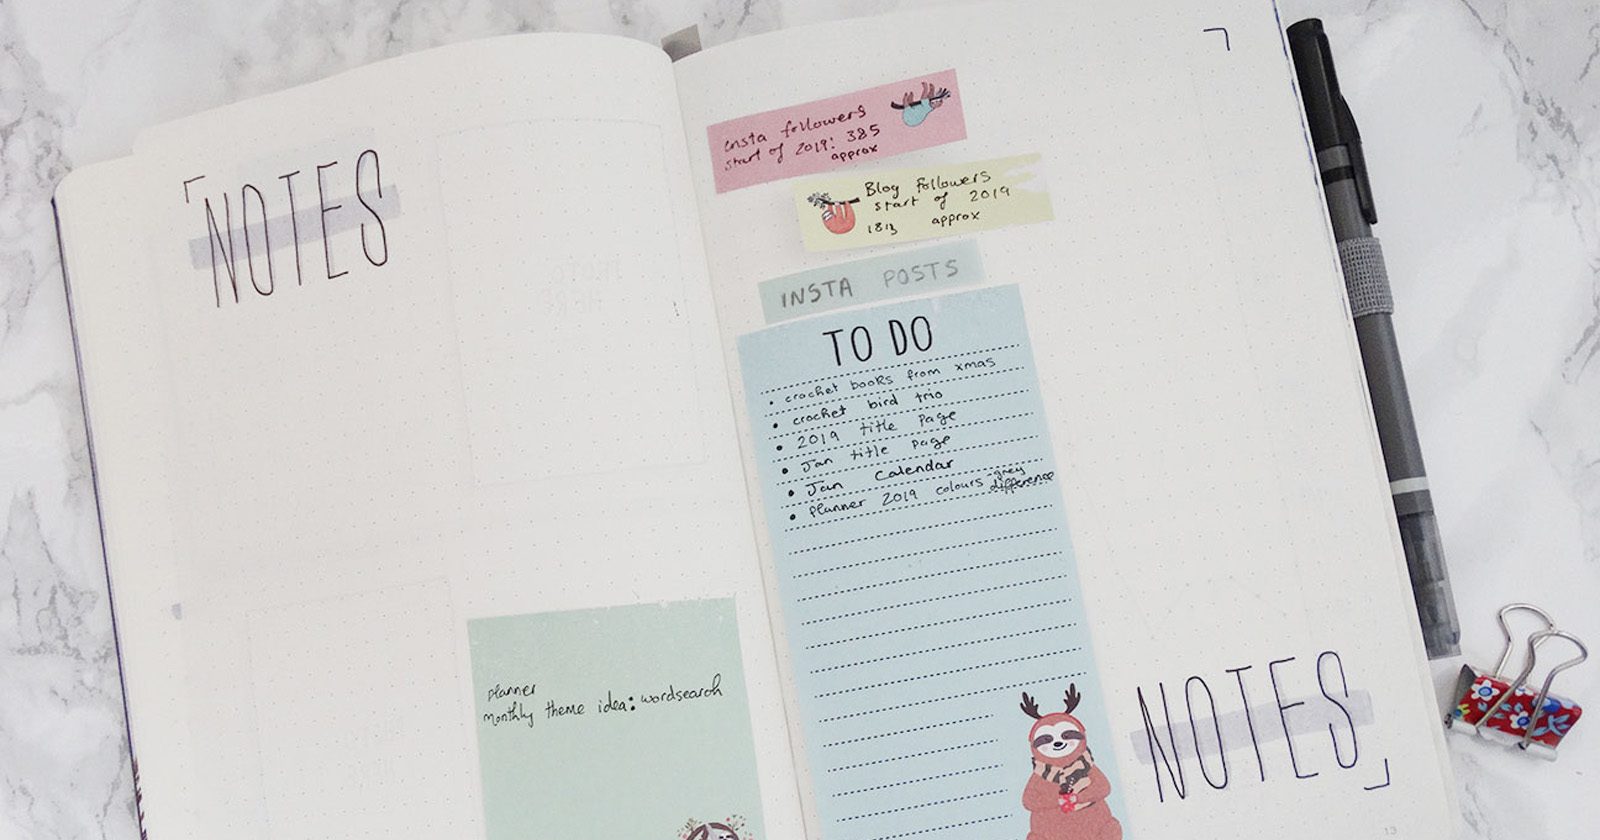 NOTES
planner
monthly theme idea: wordsearch
insta followers
start of 2019: 385
approx
Blog followers
start of 2019
approx
INSTA POSTS
TO DO
• crochet books from xmas
• crochet bird trio
• 2019 title page
• Jan title page
• Jan Calendar
• planner 2019 colours - grey
difference
NOTES
13